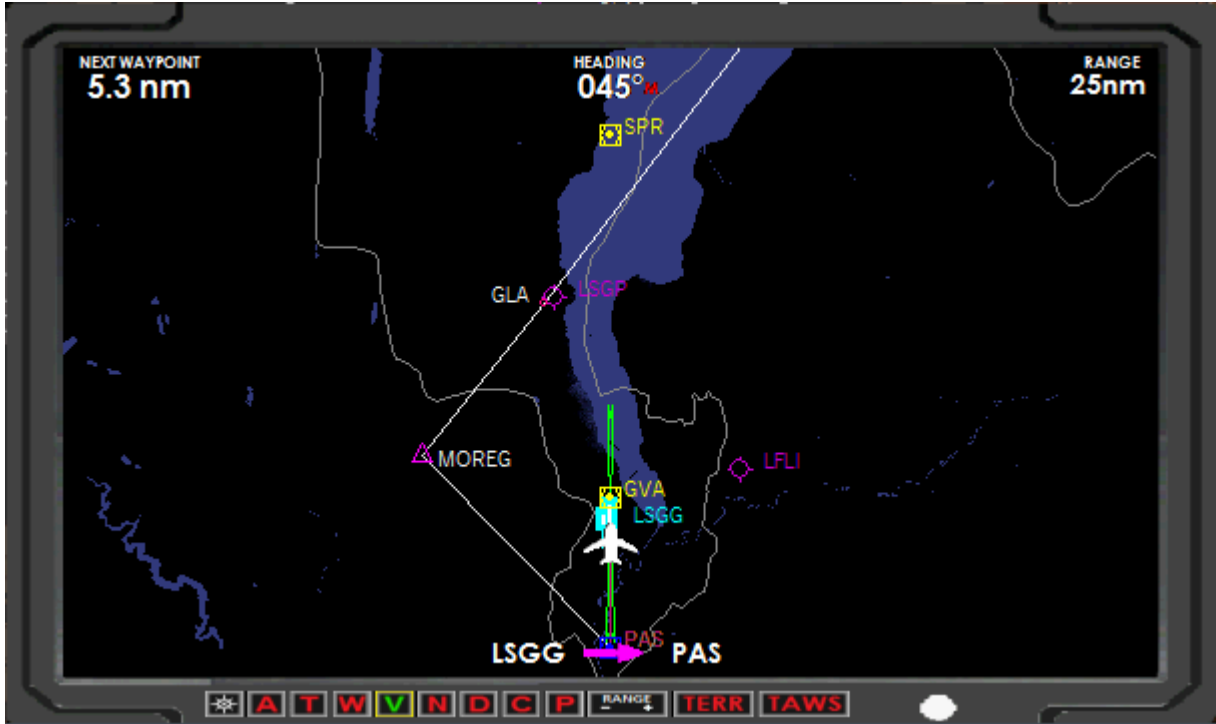 NEXT WAYPOINT HEADING RANGE
5.3 nm 045°M 25nm
SPR
GLA LSGP
MOREG LFLI
GVA
LSGG
PAS
LSGG PAS
A T W V N D C P - RANGE + TERR TAWS